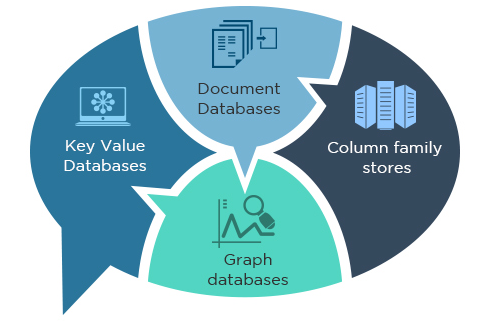 Document
Databases
Key Value
Databases
Column family
stores
Graph
databases